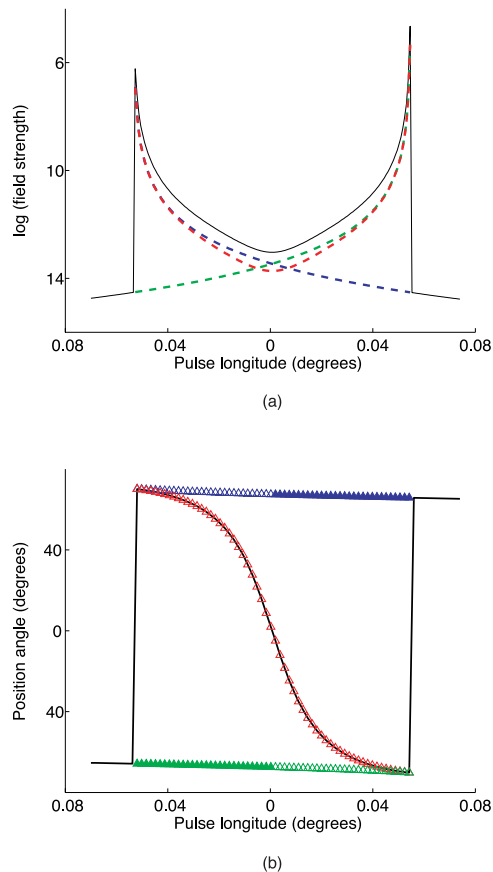 6
10
14
log (field strength)
0.08 0.04 0 0.04 0.08
Pulse longitude (degrees)
(a)
40
0
40
Position angle (degrees)
0.08 0.04 0 0.04 0.08
Pulse longitude (degrees)
(b)